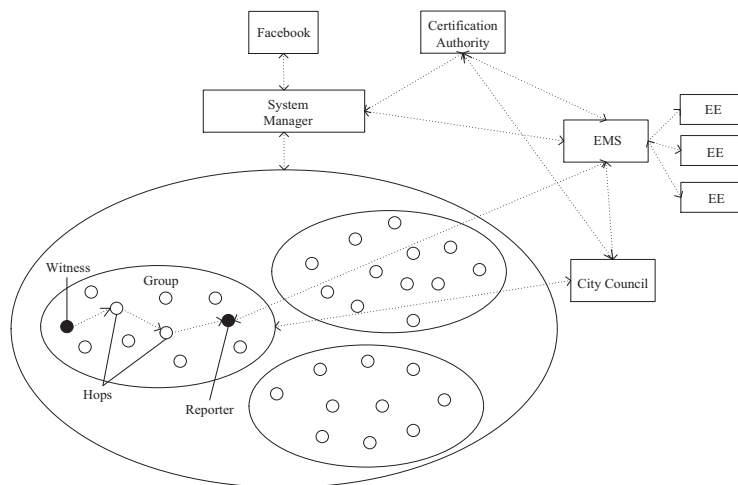 Facebook
Certification
Authority
System
Manager
EMS
EE
EE
EE
City Council
Witness
Group
Hops
Reporter